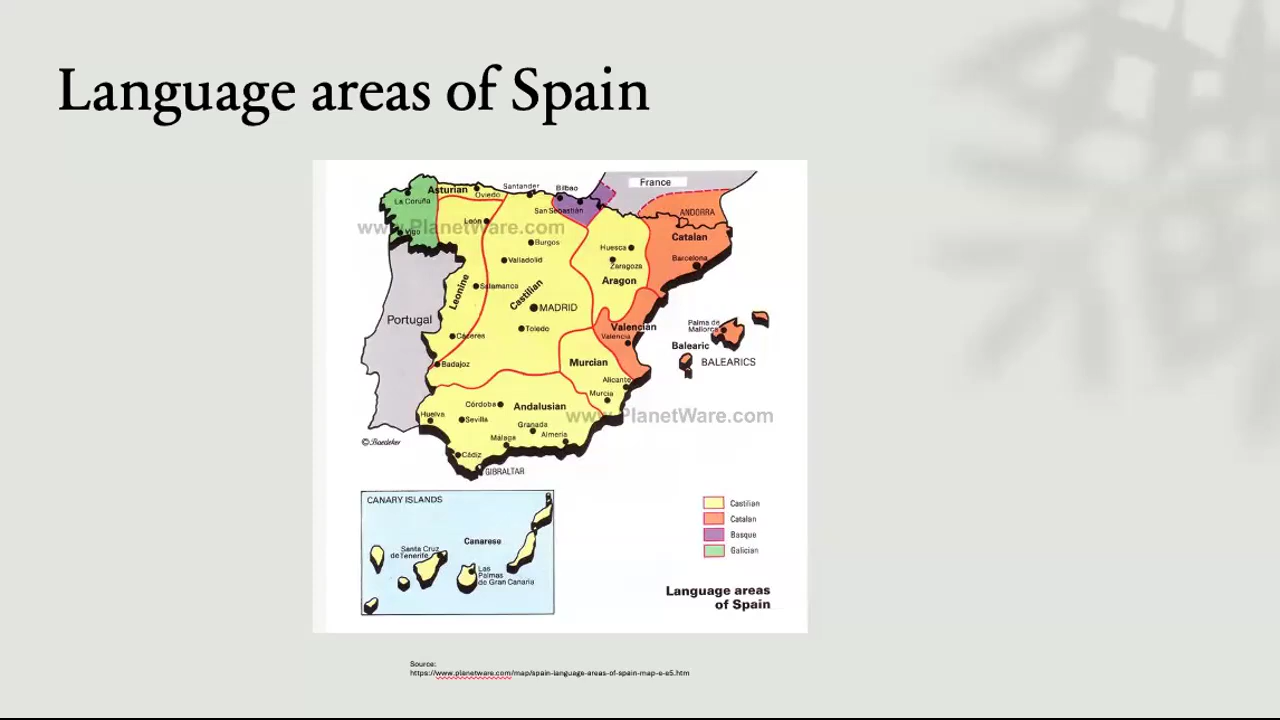 Language areas of Spain
France
Asturian
Santander
Bilbao
Oviedo
La Coruña
San Sebastián
ANDORRA
León
Vigo
www.PlanetWare.com
Catalan
Burgos
Huesca
Valladolid
Zaragoza
Barcelona
Aragon
Leonine
Salamanca
Castilian
MADRID
Portugal
Toledo
Valencian
Valencia
Palma de
Mallorca
Cáceres
Balearic
BALEARICS
Badajoz
Murcian
Alicante
Murcia
Córdoba
Andalusian
Huelva
Sevilla
Granada
www.PlanetWare.com
Málaga
Almería
© Baedeker
Cádiz
GIBRALTAR
CANARY ISLANDS
Canarese
Santa Cruz
de Tenerife
Las
Palmas
de Gran Canaria
Castilian
Catalan
Basque
Galician
Language areas
of Spain
Source:
https://www.planetware.com/map/spain-language-areas-of-spain-map-e-e5.htm